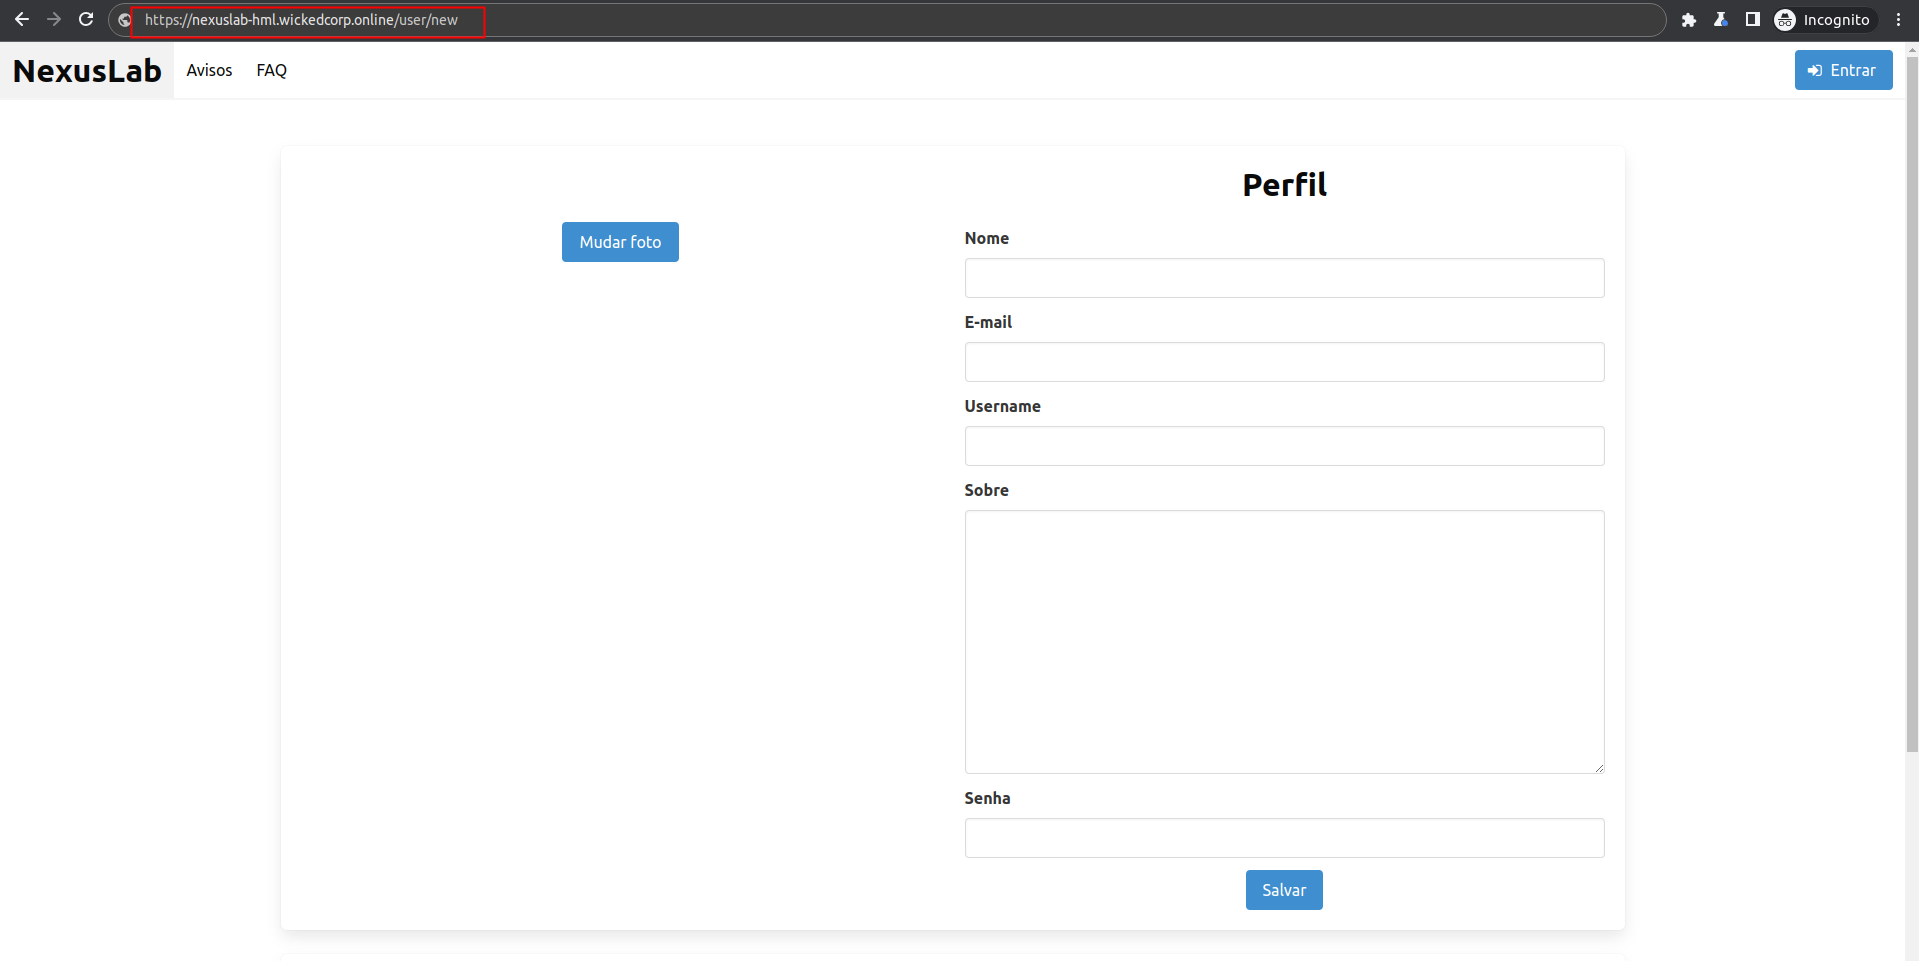 https://nexuslab-hml.wickedcorp.online/user/new
Incognito
NexusLab Avisos FAQ Entrar
Perfil
Mudar foto
Nome
E-mail
Username
Sobre
Senha
Salvar